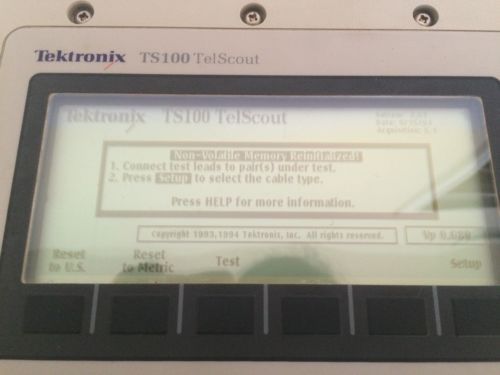 Tektronix TS100 TelScout
Tektronix TS100 TelScout
Non-Volatile Memory Reinitialized!
1. Connect test leads to pair(s) under test.
2. Press Setup to select the cable type.
Press HELP for more information.
Copyright 1993,1994 Tektronix, Inc. All rights reserved.
Vp
Reset to U.S.
Reset to Metric
Test
Setup